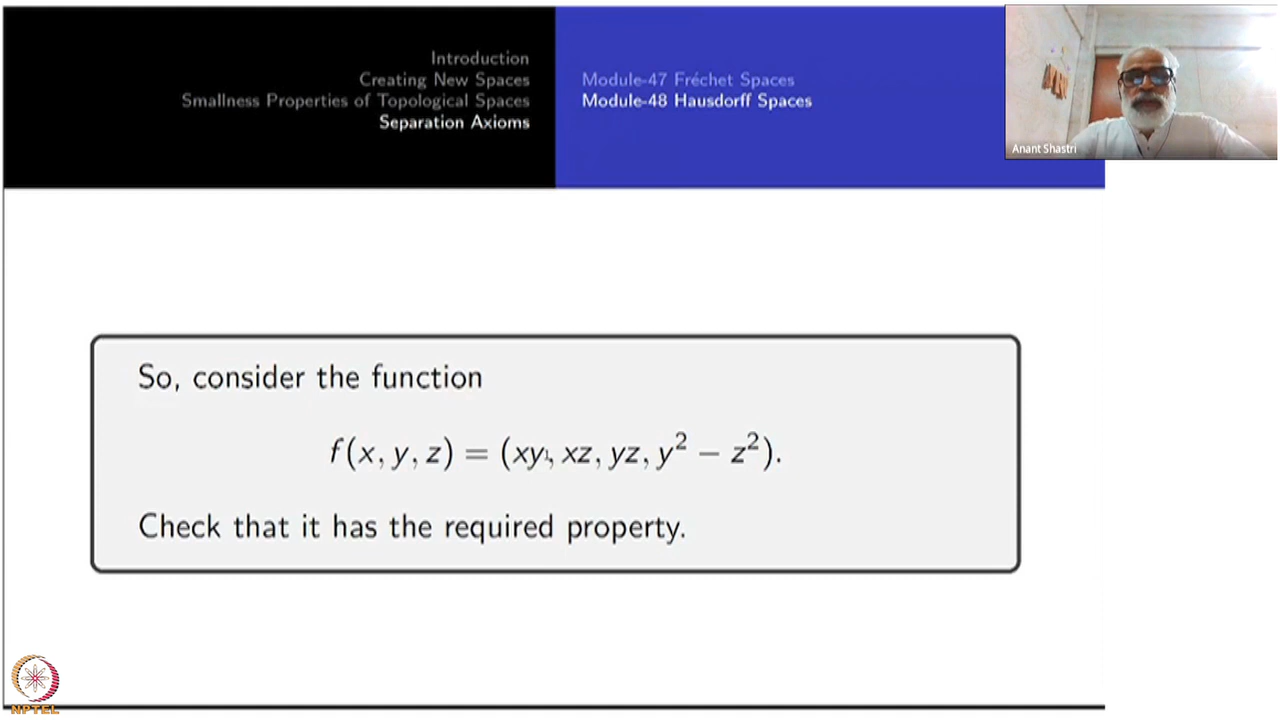 Introduction
Creating New Spaces
Smallness Properties of Topological Spaces
Separation Axioms
Module-47 Fréchet Spaces
Module-48 Hausdorff Spaces
Anant Shastri
So, consider the function
f(x, y, z) = (xy, xz, yz, y² − z²).
Check that it has the required property.
NPTEL